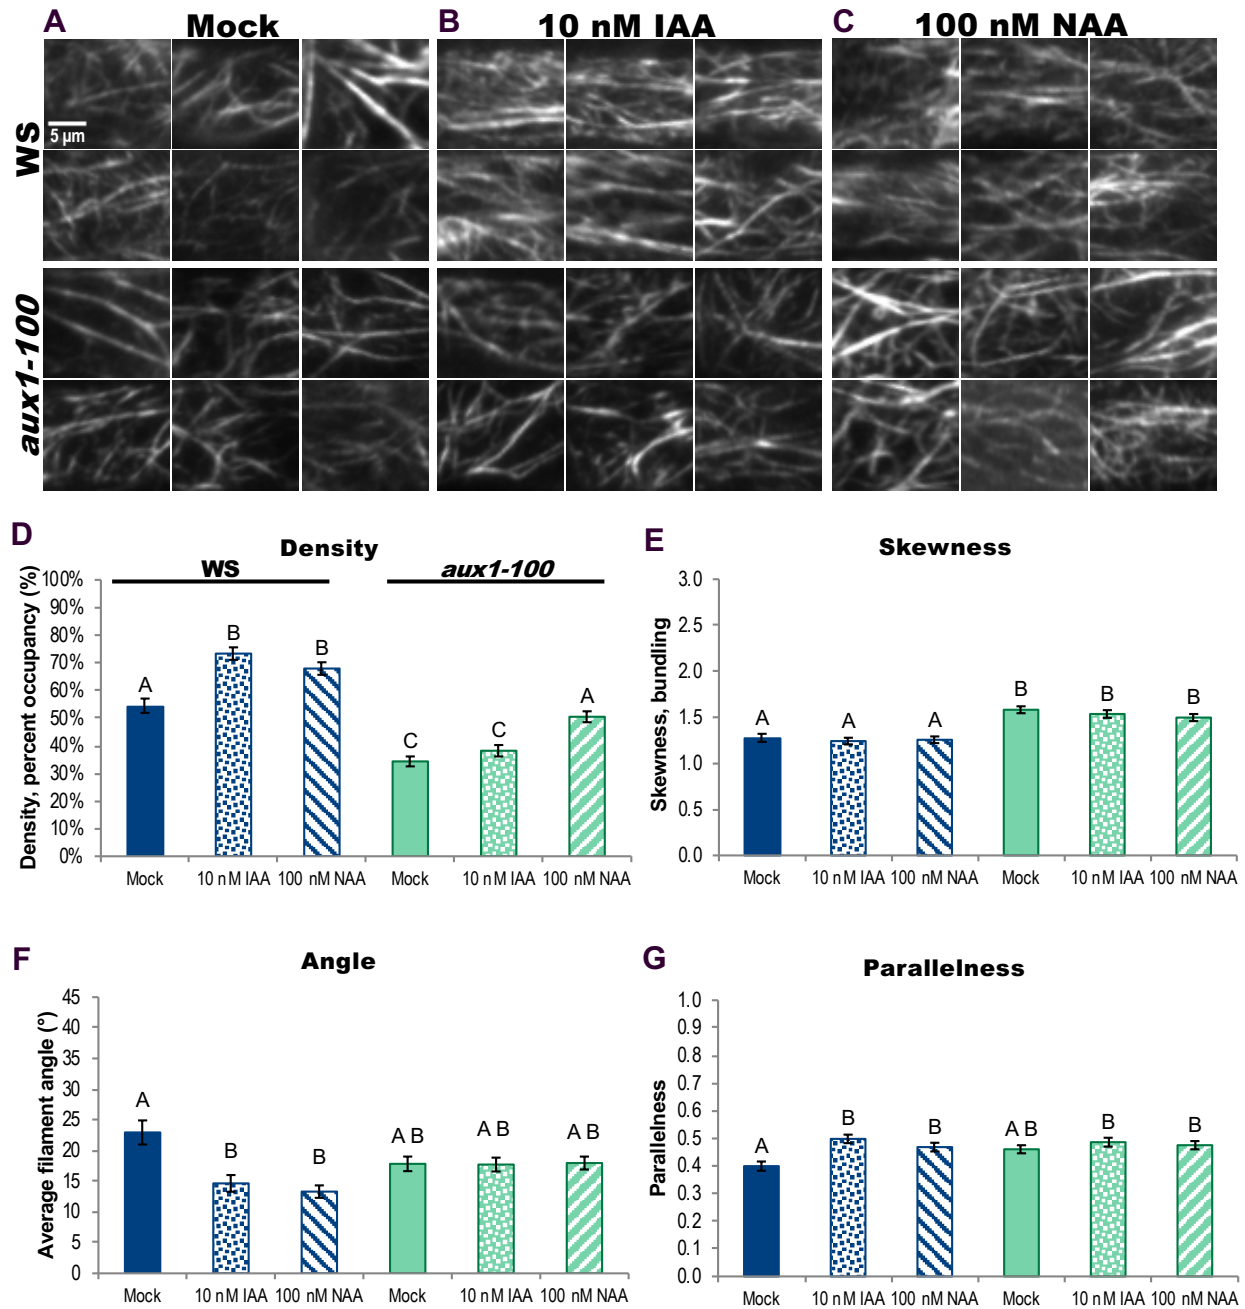 A Mock B 10 nM IAA C 100 nM NAA
WS
5 µm
aux1-100
D
Density
WS aux1-100
Density, percent occupancy (%)
100%
90%
80%
70%
60%
50%
40%
30%
20%
10%
0%
A B B C C A
Mock 10 nM IAA 100 nM NAA Mock 10 nM IAA 100 nM NAA
E
Skewness
Skewness, bundling
3.0
2.5
2.0
1.5
1.0
0.5
0.0
A A A B B B
Mock 10 nM IAA 100 nM NAA Mock 10 nM IAA 100 nM NAA
F
Angle
Average filament angle (°)
45
40
35
30
25
20
15
10
5
0
A B B A B A B A B
Mock 10 nM IAA 100 nM NAA Mock 10 nM IAA 100 nM NAA
G
Parallelness
Parallelness
1.0
0.9
0.8
0.7
0.6
0.5
0.4
0.3
0.2
0.1
0.0
A B B A B B B
Mock 10 nM IAA 100 nM NAA Mock 10 nM IAA 100 nM NAA